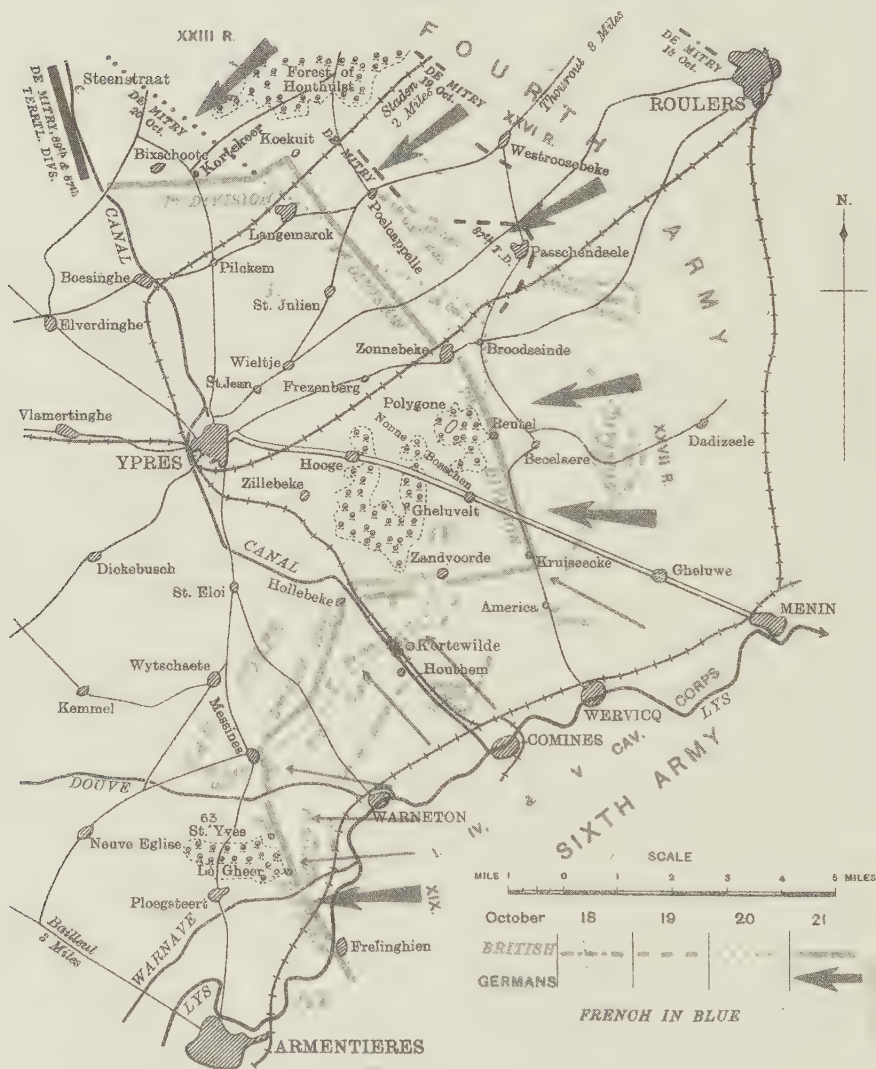 XXIII R.
FOURTH ARMY
Steenstraat
Forest of
Honthulst
DE MITRY
18 Oct.
DE MITRY
19 Oct.
Staden
2 Miles
Thourout 8 Miles
ROULERS
DE MITRY, 89th & 87th
TERRTL. DIVS.
DE MITRY
20 Oct.
Bixschoote
Kortekeer
Koekuit
DE MITRY
XXVI R.
Westroosebeke
N.
CANAL
DIVISION
Langemarck
Poelcappelle
87th T.D.
Passchendaele
Boesinghe
Pilckem
St. Julien
Elverdinghe
Wieltje
Zonnebeke
Broodseinde
St. Jean
Frezenberg
Vlamertinghe
Polygone
Nonne
Bosschen
Reutel
Becelaere
XXVII R.
Dadizeele
YPRES
Hooge
Zillebeke
Gheluvelt
DIVISION
CANAL
Zandvoorde
Kruiseecke
Gheluwe
Dickebusch
St. Eloi
Hollebeke
America
MENIN
Kortewilde
Houthem
Wytschaete
Kemmel
Messines
WERVICQ
CORPS
LYS
COMINES
DOUVE
WARNETON
I. IV. & V CAV.
SIXTH ARMY
63
St. Yves
Neuve Eglise
Le Gheer
Ploegsteert
XIX.
Bailleul
8 Miles
WARNAVE
Frelinghien
LYS
ARMENTIERES
SCALE
MILE 1 0 1 2 3 4 5 MILES
October 18 19 20 21
BRITISH
GERMANS
FRENCH IN BLUE